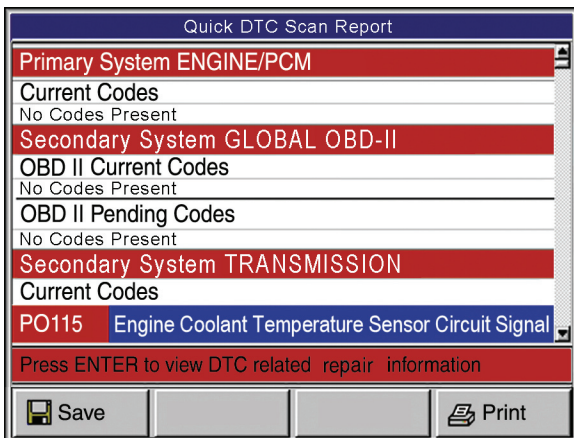 Quick DTC Scan Report
Primary System ENGINE/PCM
Current Codes
No Codes Present
Secondary System GLOBAL OBD-II
OBD II Current Codes
No Codes Present
OBD II Pending Codes
No Codes Present
Secondary System TRANSMISSION
Current Codes
PO115 Engine Coolant Temperature Sensor Circuit Signal
Press ENTER to view DTC related repair information
Save Print